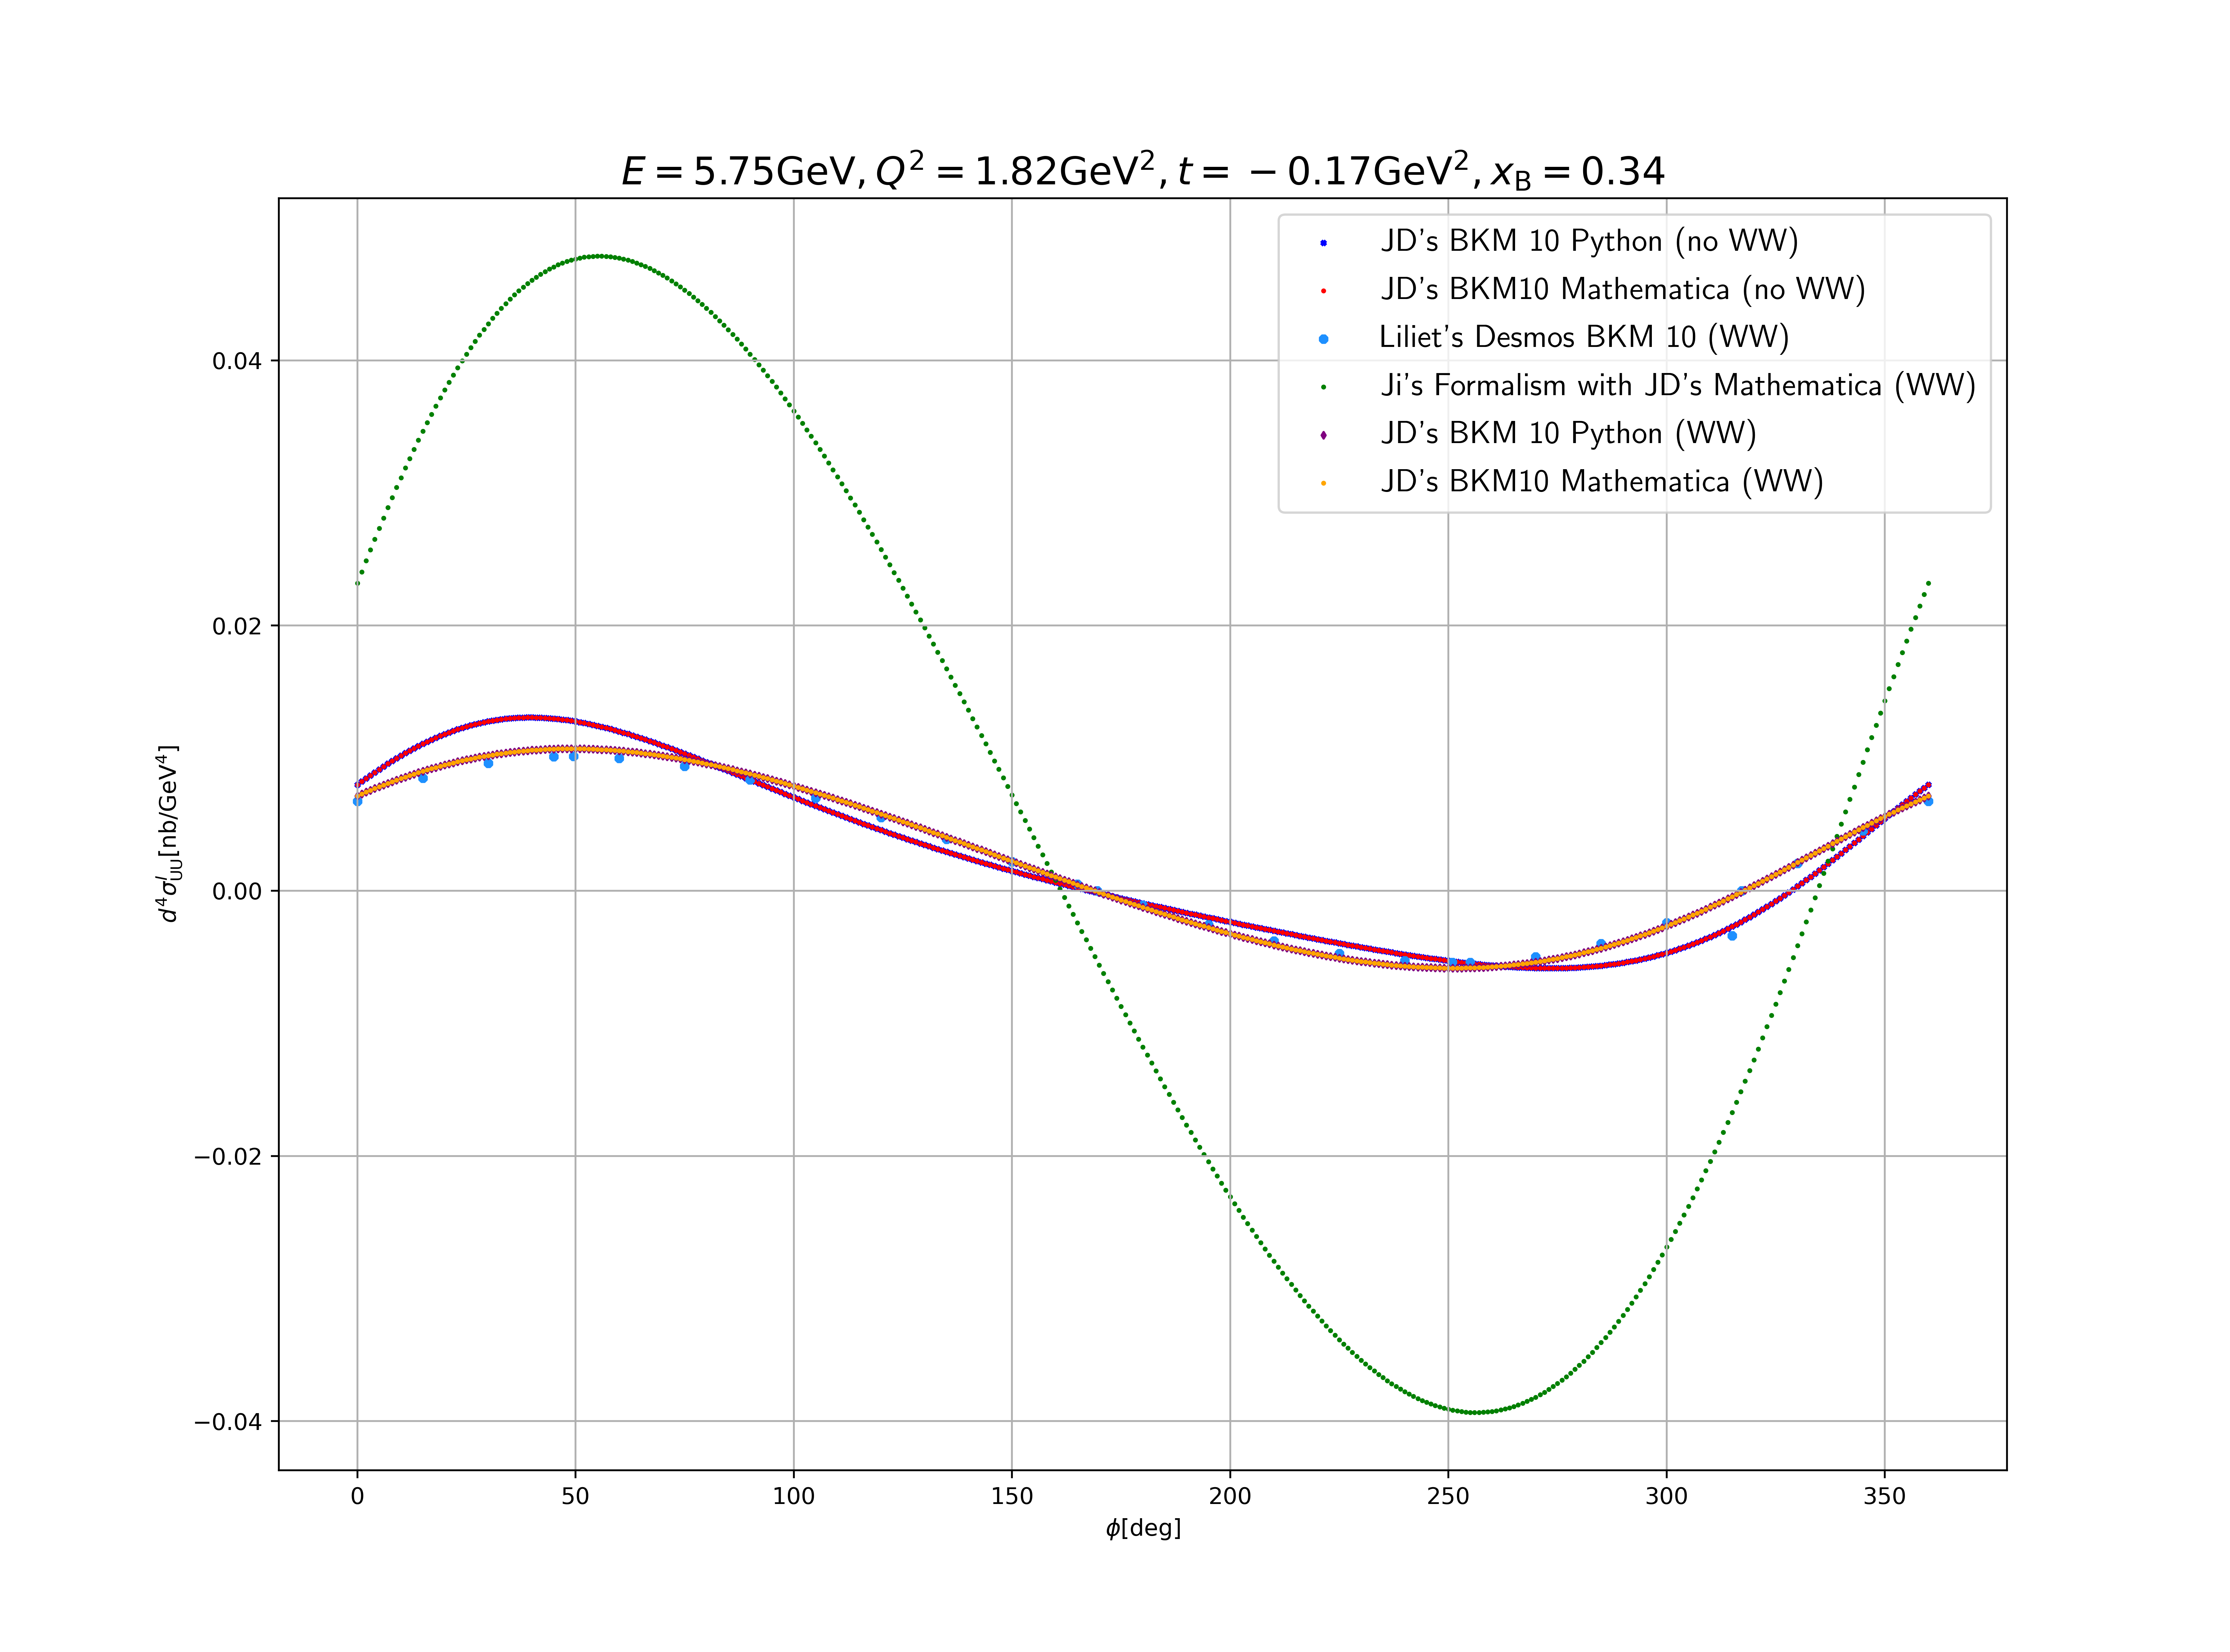 E = 5.75GeV, Q² = 1.82GeV², t = −0.17GeV², x_B = 0.34
JD's BKM 10 Python (no WW)
JD's BKM10 Mathematica (no WW)
Liliet's Desmos BKM 10 (WW)
Ji's Formalism with JD's Mathematica (WW)
JD's BKM 10 Python (WW)
JD's BKM10 Mathematica (WW)
d⁴σ^I_UU [nb/GeV⁴]
0.04
0.02
0.00
−0.02
−0.04
0 50 100 150 200 250 300 350
ϕ[deg]